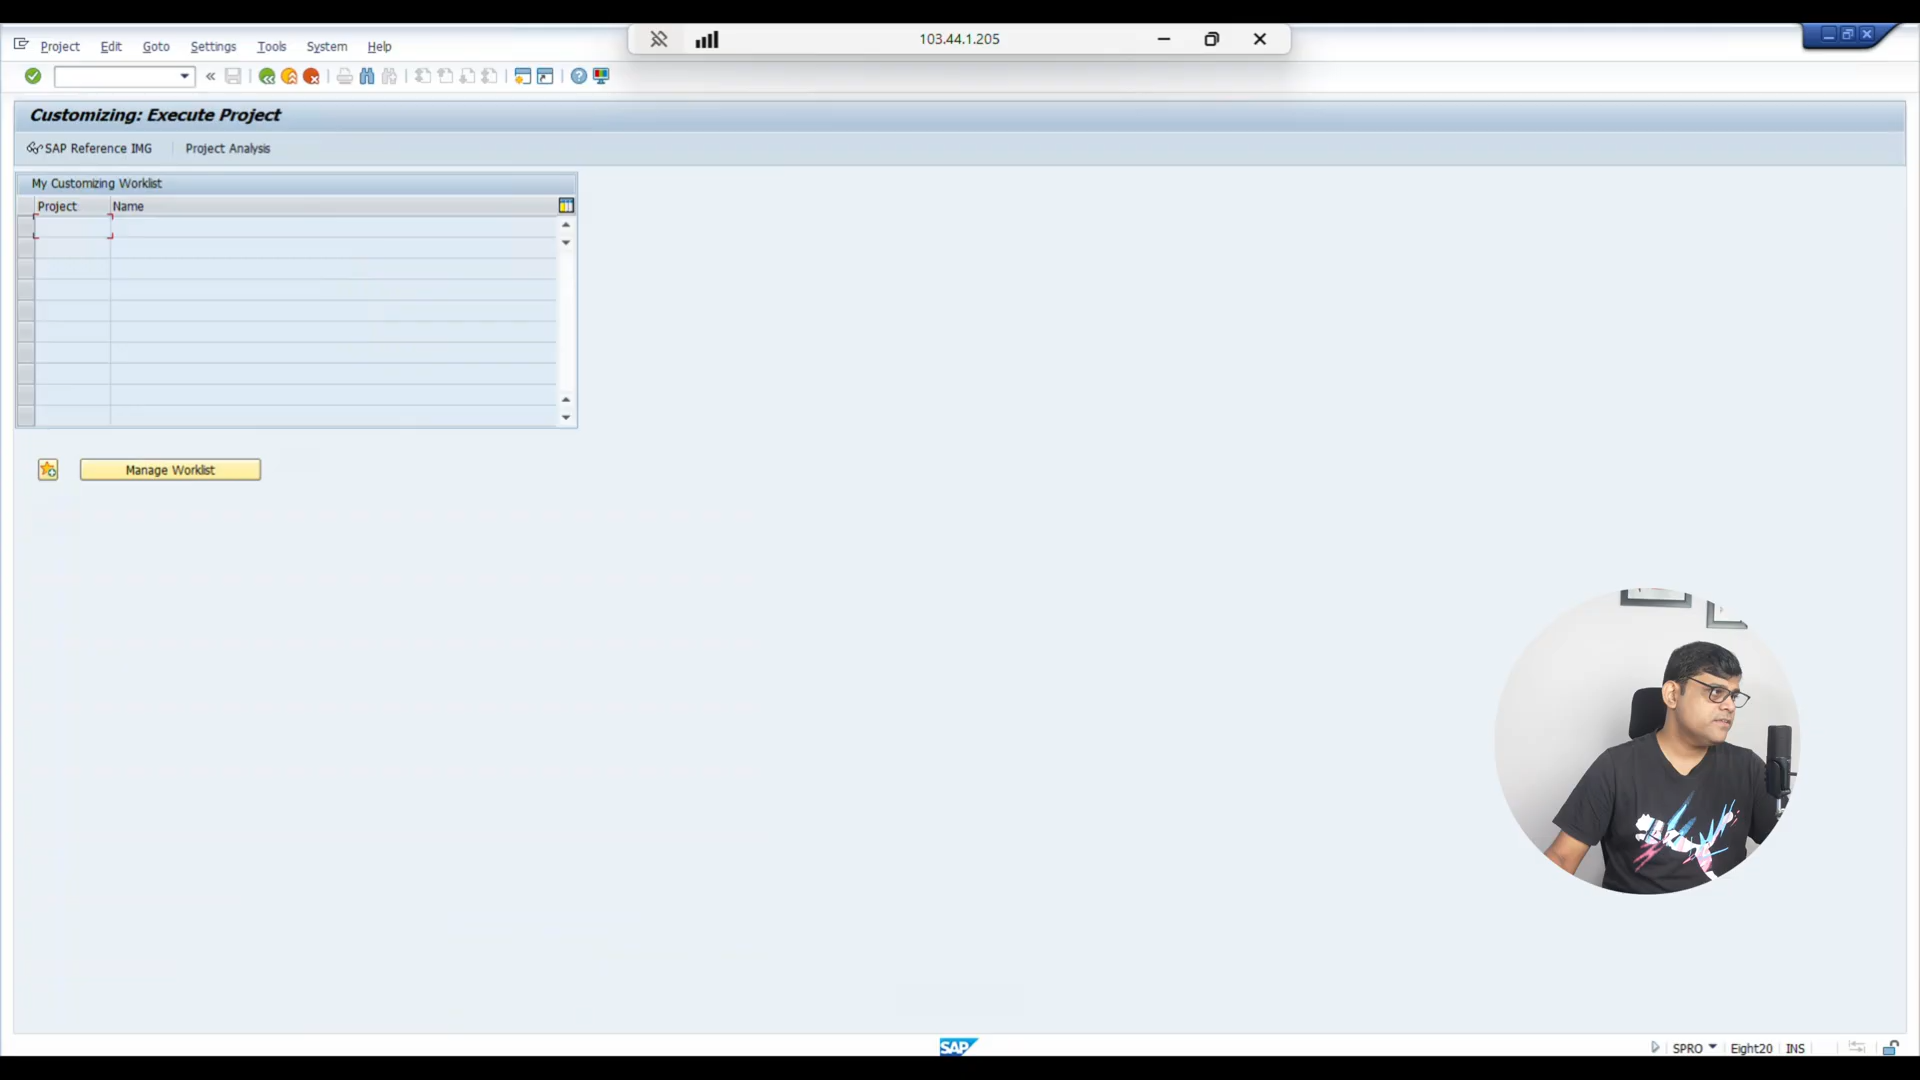 103.44.1.205
Project Edit Goto Settings Tools System Help
Customizing: Execute Project
SAP Reference IMG Project Analysis
My Customizing Worklist
Project Name
Manage Worklist
SAP
SPRO Eight20 INS